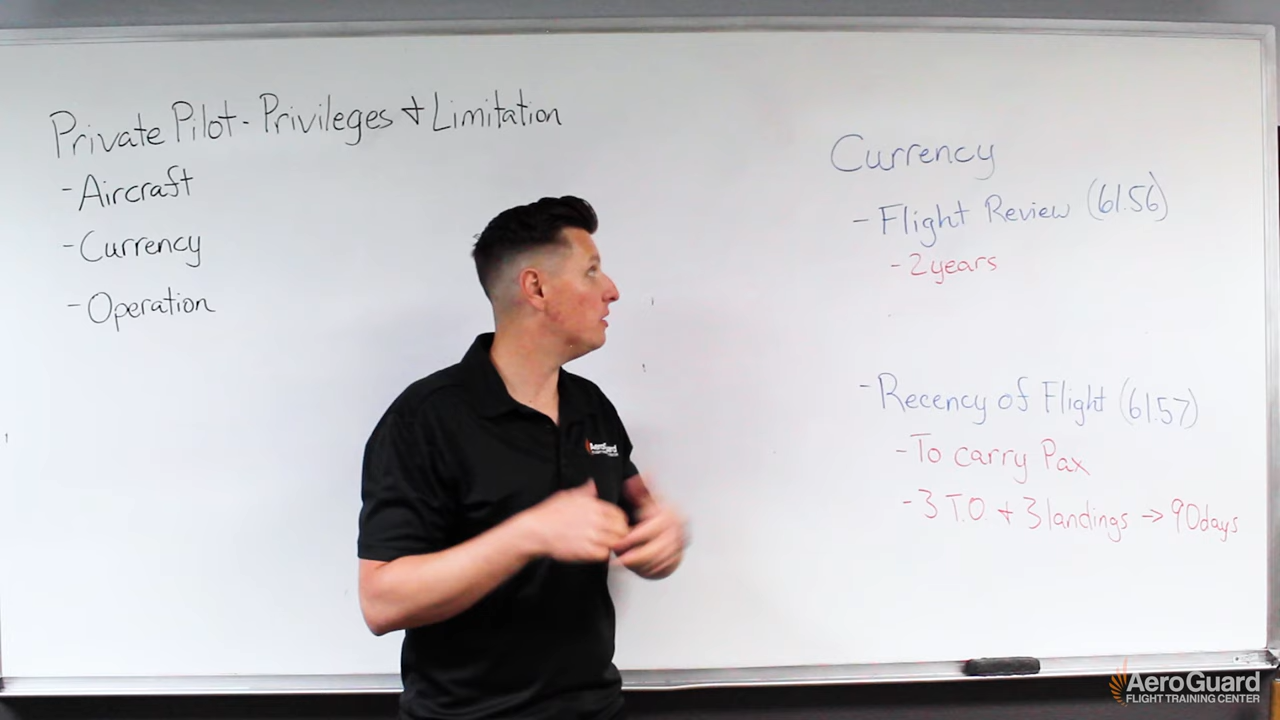 Private Pilot - Privileges & Limitation
- Aircraft
- Currency
- Operation
Currency
- Flight Review (61.56)
- 2 years
- Recency of Flight (61.57)
- To carry Pax
- 3 T.O. & 3 landings → 90 days
AeroGuard
AeroGuard
FLIGHT TRAINING CENTER